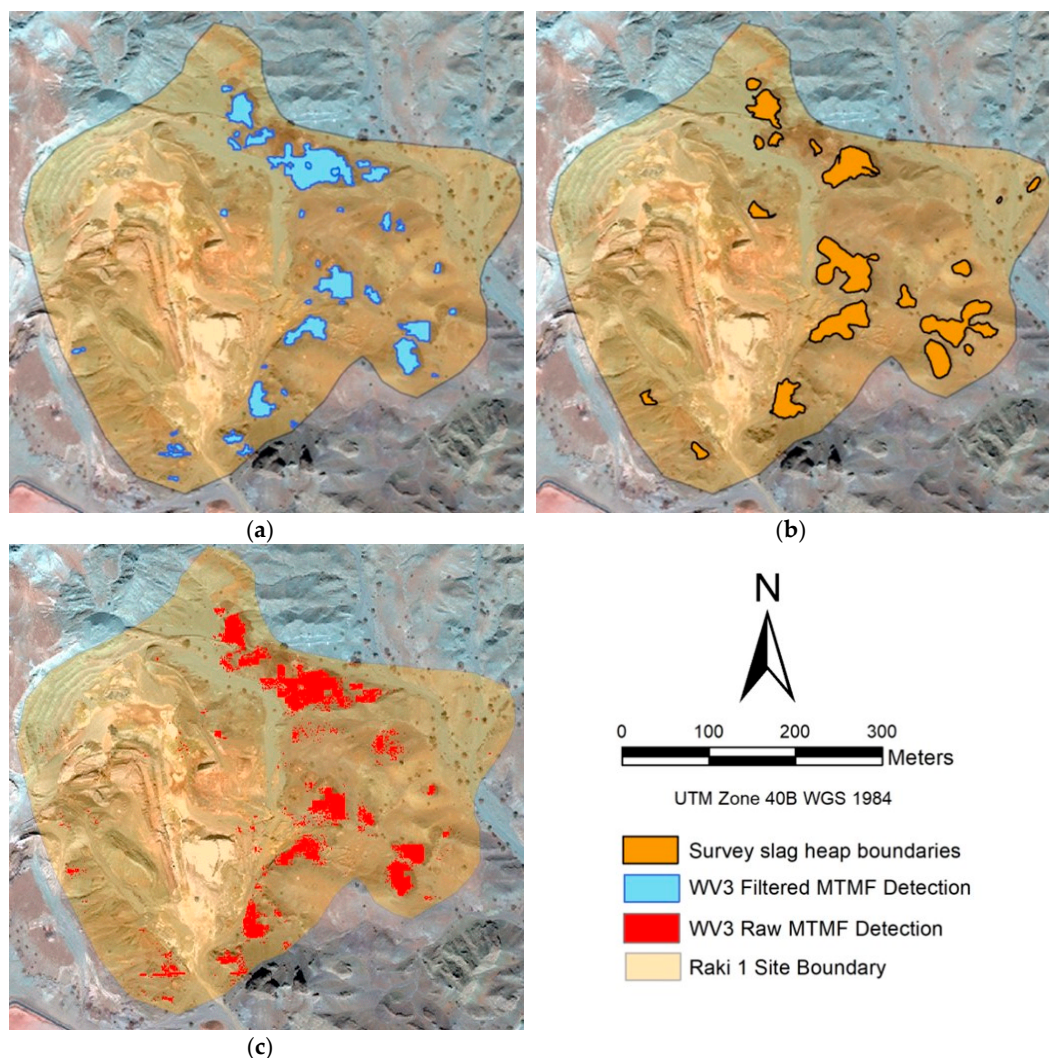 (a)
(b)
N
0 100 200 300
Meters
UTM Zone 40B WGS 1984
Survey slag heap boundaries
WV3 Filtered MTMF Detection
WV3 Raw MTMF Detection
Raki 1 Site Boundary
(c)